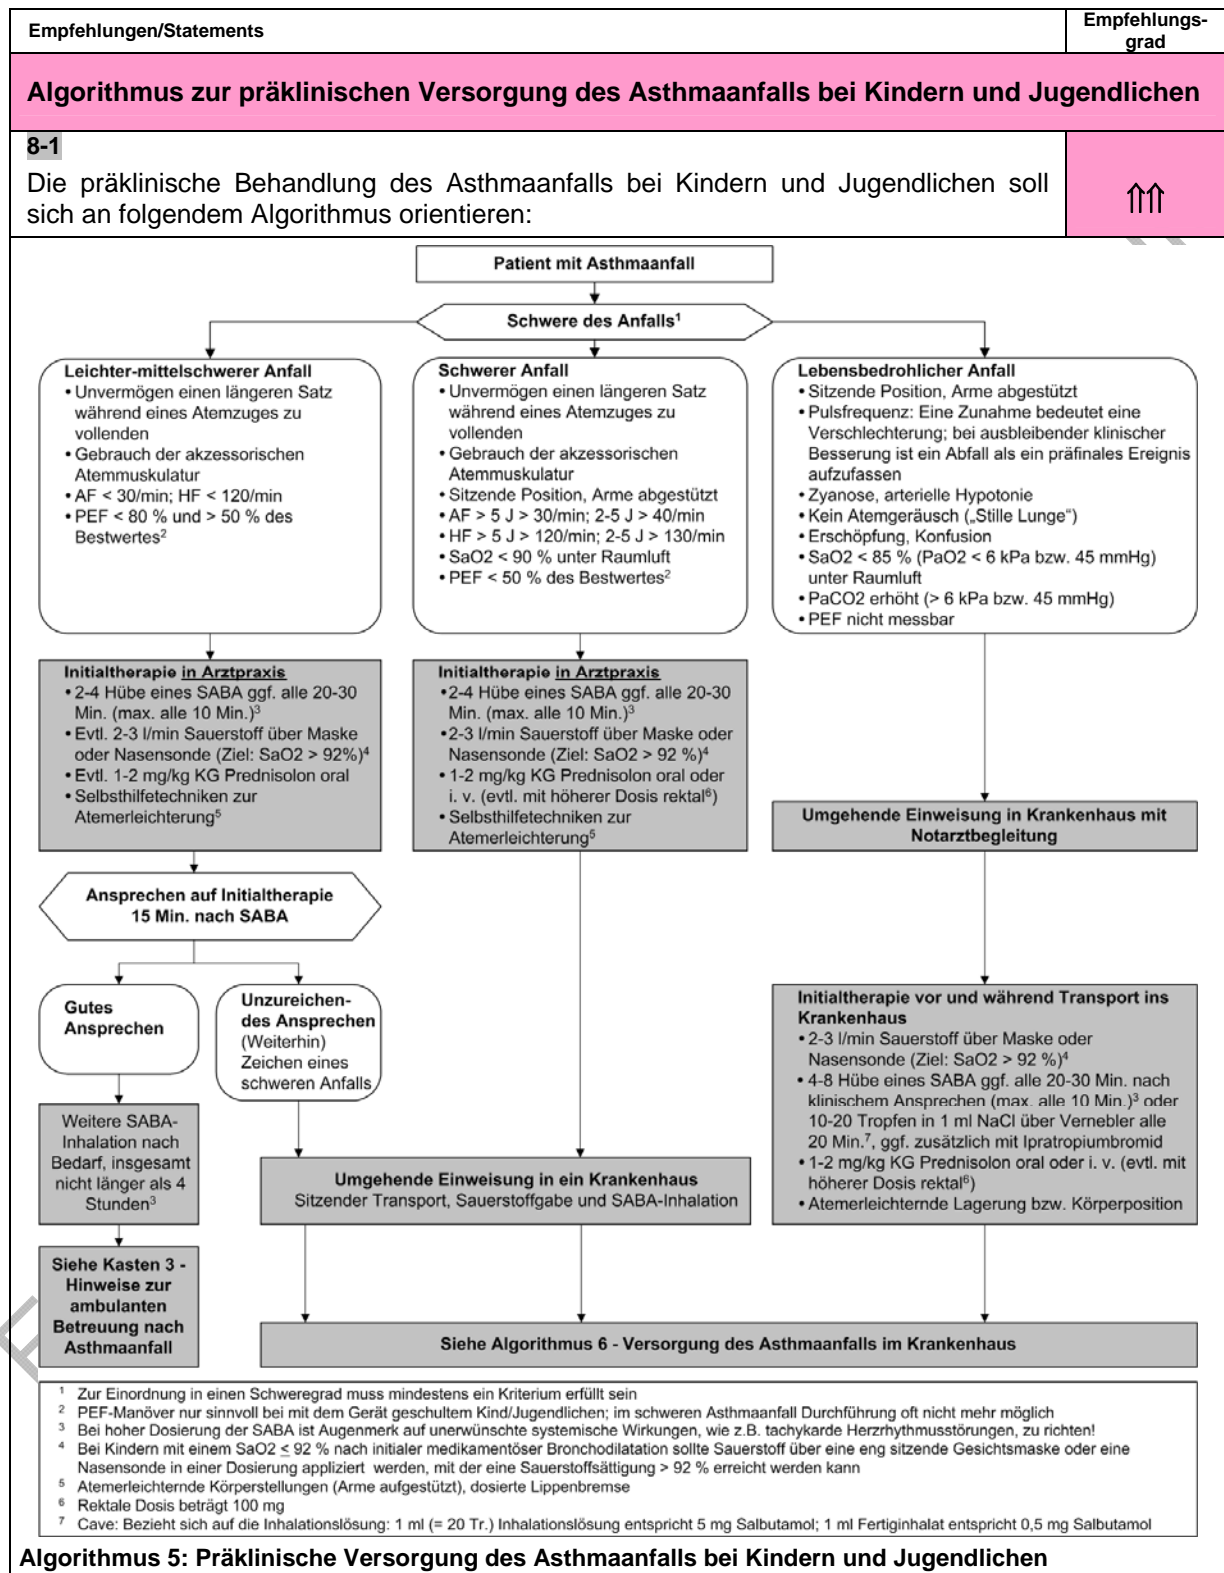 Empfehlungen/Statements
Empfehlungs-
grad
Algorithmus zur präklinischen Versorgung des Asthmaanfalls bei Kindern und Jugendlichen
8-1
Die präklinische Behandlung des Asthmaanfalls bei Kindern und Jugendlichen soll
sich an folgendem Algorithmus orientieren:
⇑⇑
Patient mit Asthmaanfall
Schwere des Anfalls¹
Leichter-mittelschwerer Anfall
• Unvermögen einen längeren Satz
während eines Atemzuges zu
vollenden
• Gebrauch der akzessorischen
Atemmuskulatur
• AF < 30/min; HF < 120/min
• PEF < 80 % und > 50 % des
Bestwertes²
Schwerer Anfall
• Unvermögen einen längeren Satz
während eines Atemzuges zu
vollenden
• Gebrauch der akzessorischen
Atemmuskulatur
• Sitzende Position, Arme abgestützt
• AF > 5 J > 30/min; 2-5 J > 40/min
• HF > 5 J > 120/min; 2-5 J > 130/min
• SaO2 < 90 % unter Raumluft
• PEF < 50 % des Bestwertes²
Lebensbedrohlicher Anfall
• Sitzende Position, Arme abgestützt
• Pulsfrequenz: Eine Zunahme bedeutet eine
Verschlechterung; bei ausbleibender klinischer
Besserung ist ein Abfall als ein präfinales Ereignis
aufzufassen
• Zyanose, arterielle Hypotonie
• Kein Atemgeräusch („Stille Lunge“)
• Erschöpfung, Konfusion
• SaO2 < 85 % (PaO2 < 6 kPa bzw. 45 mmHg)
unter Raumluft
• PaCO2 erhöht (> 6 kPa bzw. 45 mmHg)
• PEF nicht messbar
Initialtherapie in Arztpraxis
• 2-4 Hübe eines SABA ggf. alle 20-30
Min. (max. alle 10 Min.)³
• Evtl. 2-3 l/min Sauerstoff über Maske
oder Nasensonde (Ziel: SaO2 > 92%)⁴
• Evtl. 1-2 mg/kg KG Prednisolon oral
• Selbsthilfetechniken zur
Atemerleichterung⁵
Initialtherapie in Arztpraxis
• 2-4 Hübe eines SABA ggf. alle 20-30
Min. (max. alle 10 Min.)³
• 2-3 l/min Sauerstoff über Maske oder
Nasensonde (Ziel: SaO2 > 92 %)⁴
• 1-2 mg/kg KG Prednisolon oral oder
i. v. (evtl. mit höherer Dosis rektal⁶)
• Selbsthilfetechniken zur
Atemerleichterung⁵
Umgehende Einweisung in Krankenhaus mit
Notarztbegleitung
Ansprechen auf Initialtherapie
15 Min. nach SABA
Gutes
Ansprechen
Unzureichen-
des Ansprechen
(Weiterhin)
Zeichen eines
schweren Anfalls
Initialtherapie vor und während Transport ins
Krankenhaus
• 2-3 l/min Sauerstoff über Maske oder
Nasensonde (Ziel: SaO2 > 92 %)⁴
• 4-8 Hübe eines SABA ggf. alle 20-30 Min. nach
klinischem Ansprechen (max. alle 10 Min.)³ oder
10-20 Tropfen in 1 ml NaCl über Vernebler alle
20 Min.⁷, ggf. zusätzlich mit Ipratropiumbromid
• 1-2 mg/kg KG Prednisolon oral oder i. v. (evtl. mit
höherer Dosis rektal⁶)
• Atemerleichternde Lagerung bzw. Körperposition
Weitere SABA-
Inhalation nach
Bedarf, insgesamt
nicht länger als 4
Stunden³
Umgehende Einweisung in ein Krankenhaus
Sitzender Transport, Sauerstoffgabe und SABA-Inhalation
Siehe Kasten 3 -
Hinweise zur
ambulanten
Betreuung nach
Asthmaanfall
Siehe Algorithmus 6 - Versorgung des Asthmaanfalls im Krankenhaus
¹ Zur Einordnung in einen Schweregrad muss mindestens ein Kriterium erfüllt sein
² PEF-Manöver nur sinnvoll bei mit dem Gerät geschultem Kind/Jugendlichen; im schweren Asthmaanfall Durchführung oft nicht mehr möglich
³ Bei hoher Dosierung der SABA ist Augenmerk auf unerwünschte systemische Wirkungen, wie z.B. tachykarde Herzrhythmusstörungen, zu richten!
⁴ Bei Kindern mit einem SaO2 ≤ 92 % nach initialer medikamentöser Bronchodilatation sollte Sauerstoff über eine eng sitzende Gesichtsmaske oder eine
Nasensonde in einer Dosierung appliziert werden, mit der eine Sauerstoffsättigung > 92 % erreicht werden kann
⁵ Atemerleichternde Körperstellungen (Arme aufgestützt), dosierte Lippenbremse
⁶ Rektale Dosis beträgt 100 mg
⁷ Cave: Bezieht sich auf die Inhalationslösung: 1 ml (= 20 Tr.) Inhalationslösung entspricht 5 mg Salbutamol; 1 ml Fertiginhalat entspricht 0,5 mg Salbutamol
Algorithmus 5: Präklinische Versorgung des Asthmaanfalls bei Kindern und Jugendlichen